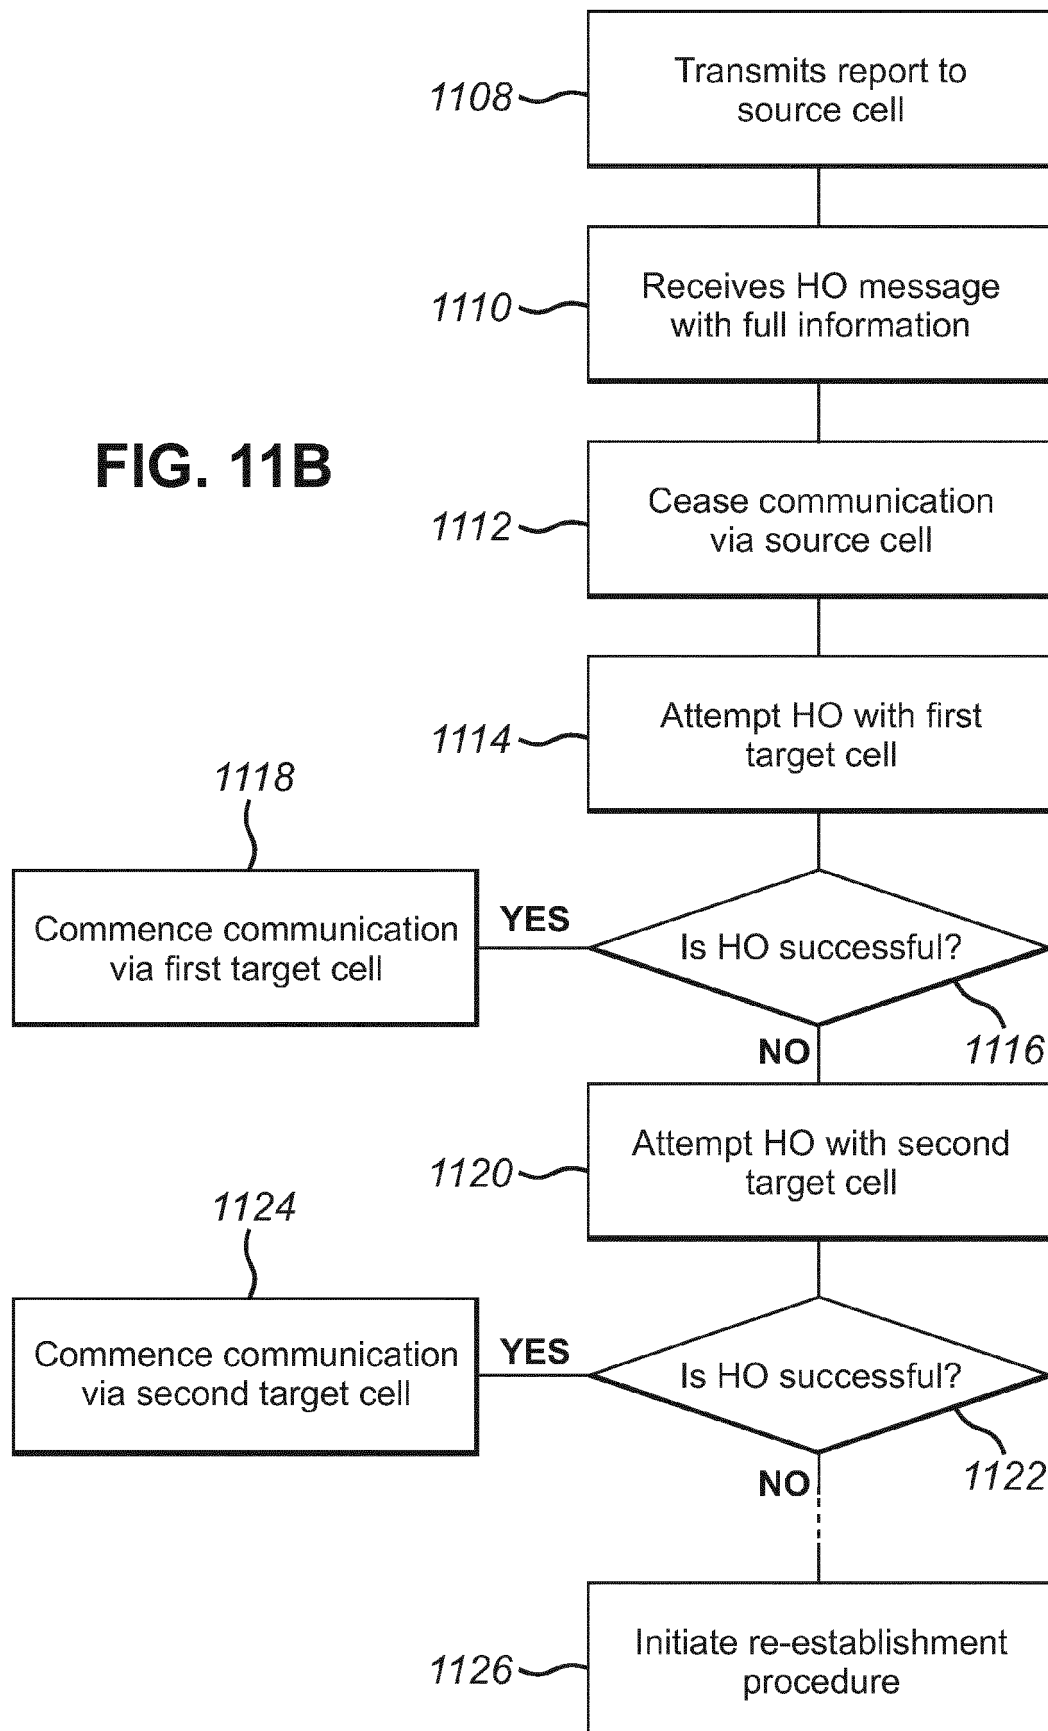 1108
Transmits report to
source cell
1110
Receives HO message
with full information
FIG. 11B
1112
Cease communication
via source cell
1114
Attempt HO with first
target cell
1118
Commence communication
via first target cell
YES
Is HO successful?
1116
NO
1120
Attempt HO with second
target cell
1124
Commence communication
via second target cell
YES
Is HO successful?
1122
NO
1126
Initiate re-establishment
procedure